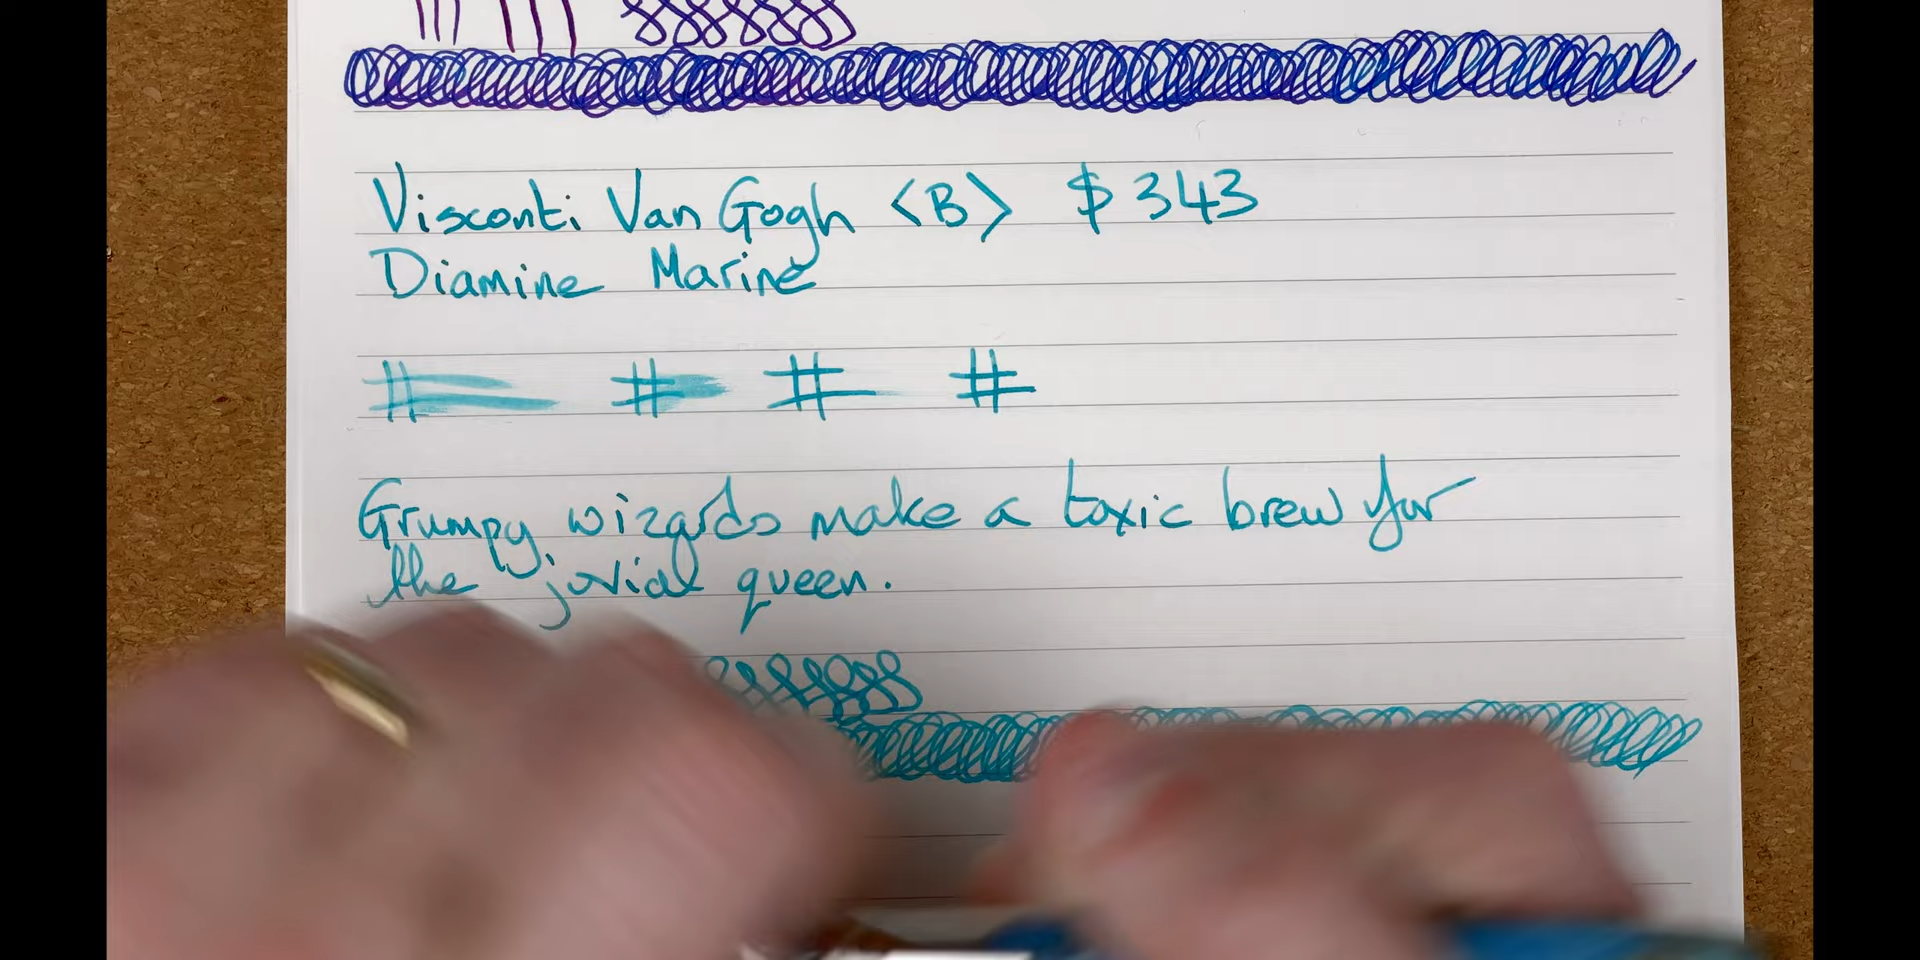 Visconti Van Gogh <B> $343
Diamine Marine
# # # #
Grumpy wizards make a toxic brew for
the jovial queen.